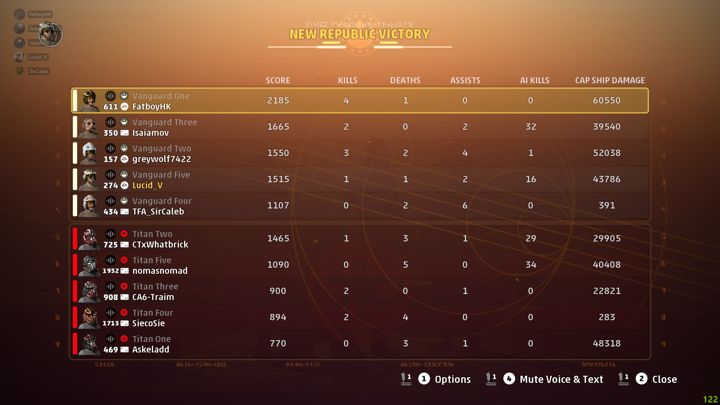 NEW REPUBLIC VICTORY
SCORE KILLS DEATHS ASSISTS AI KILLS CAP SHIP DAMAGE
Vanguard One
611 FatboyHK 2185 4 1 0 0 60550
Vanguard Three
350 Isaiamov 1665 2 0 2 32 39540
Vanguard Two
157 greywolf7422 1550 3 2 4 1 52038
Vanguard Five
274 Lucid_V 1515 1 1 2 16 43786
Vanguard Four
434 TFA_SirCaleb 1107 0 2 6 0 391
Titan Two
725 CTxWhatbrick 1465 1 3 1 29 29905
Titan Five
1932 nomasnomad 1090 0 5 0 34 40408
Titan Three
908 CA6-Traim 900 2 0 1 0 22821
Titan Four
1713 SiecoSie 894 2 4 0 0 283
Titan One
469 Askeladd 770 0 3 1 0 48318
1 1 Options 1 4 Mute Voice & Text 1 2 Close
122